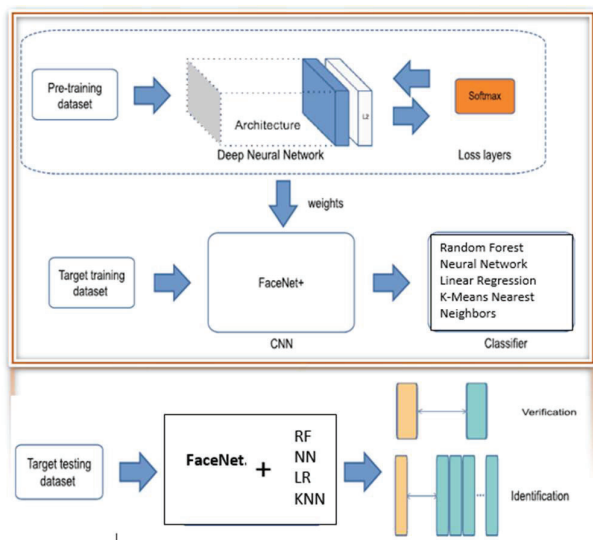 Pre-training
dataset
Architecture
L2
Deep Neural Network
Softmax
Loss layers
weights
Target training
dataset
FaceNet+
CNN
Random Forest
Neural Network
Linear Regression
K-Means Nearest
Neighbors
Classifier
Target testing
dataset
FaceNet.
+
RF
NN
LR
KNN
Verification
Identification